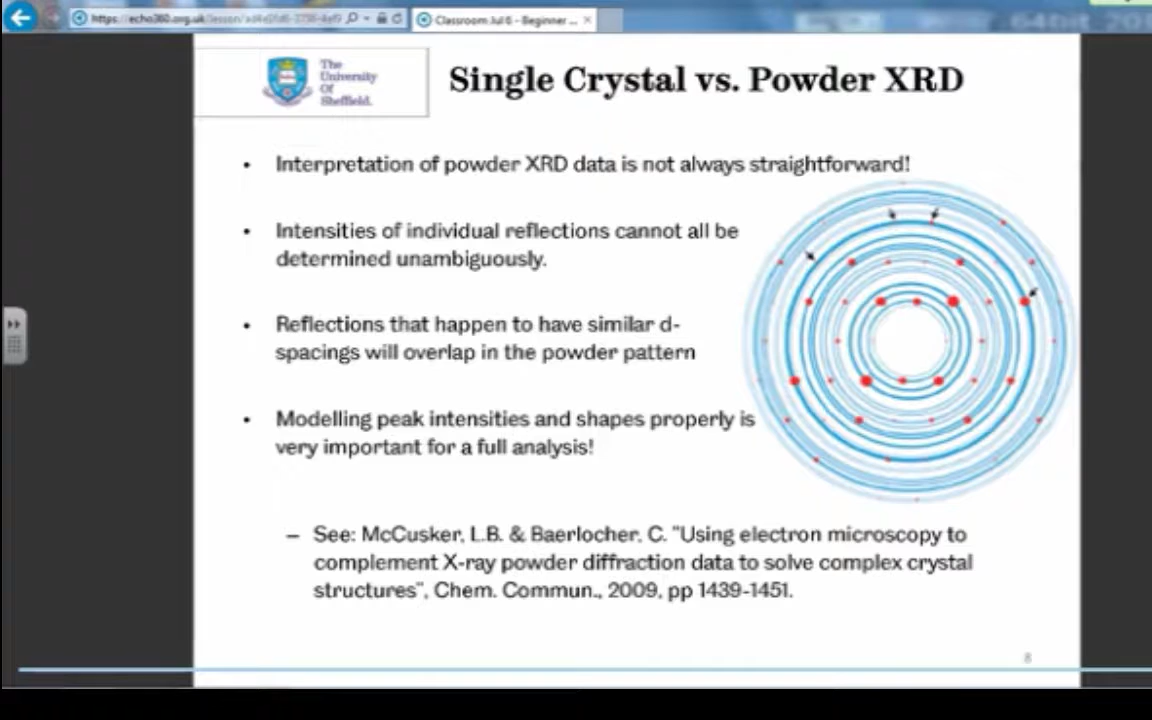 Classroom Jul 6 - Beginner ...
64bit
The
University
Of
Sheffield.
Single Crystal vs. Powder XRD
• Interpretation of powder XRD data is not always straightforward!
• Intensities of individual reflections cannot all be
determined unambiguously.
• Reflections that happen to have similar d-
spacings will overlap in the powder pattern
• Modelling peak intensities and shapes properly is
very important for a full analysis!
– See: McCusker, L.B. & Baerlocher, C. "Using electron microscopy to
complement X-ray powder diffraction data to solve complex crystal
structures", Chem. Commun., 2009, pp 1439-1451.
8